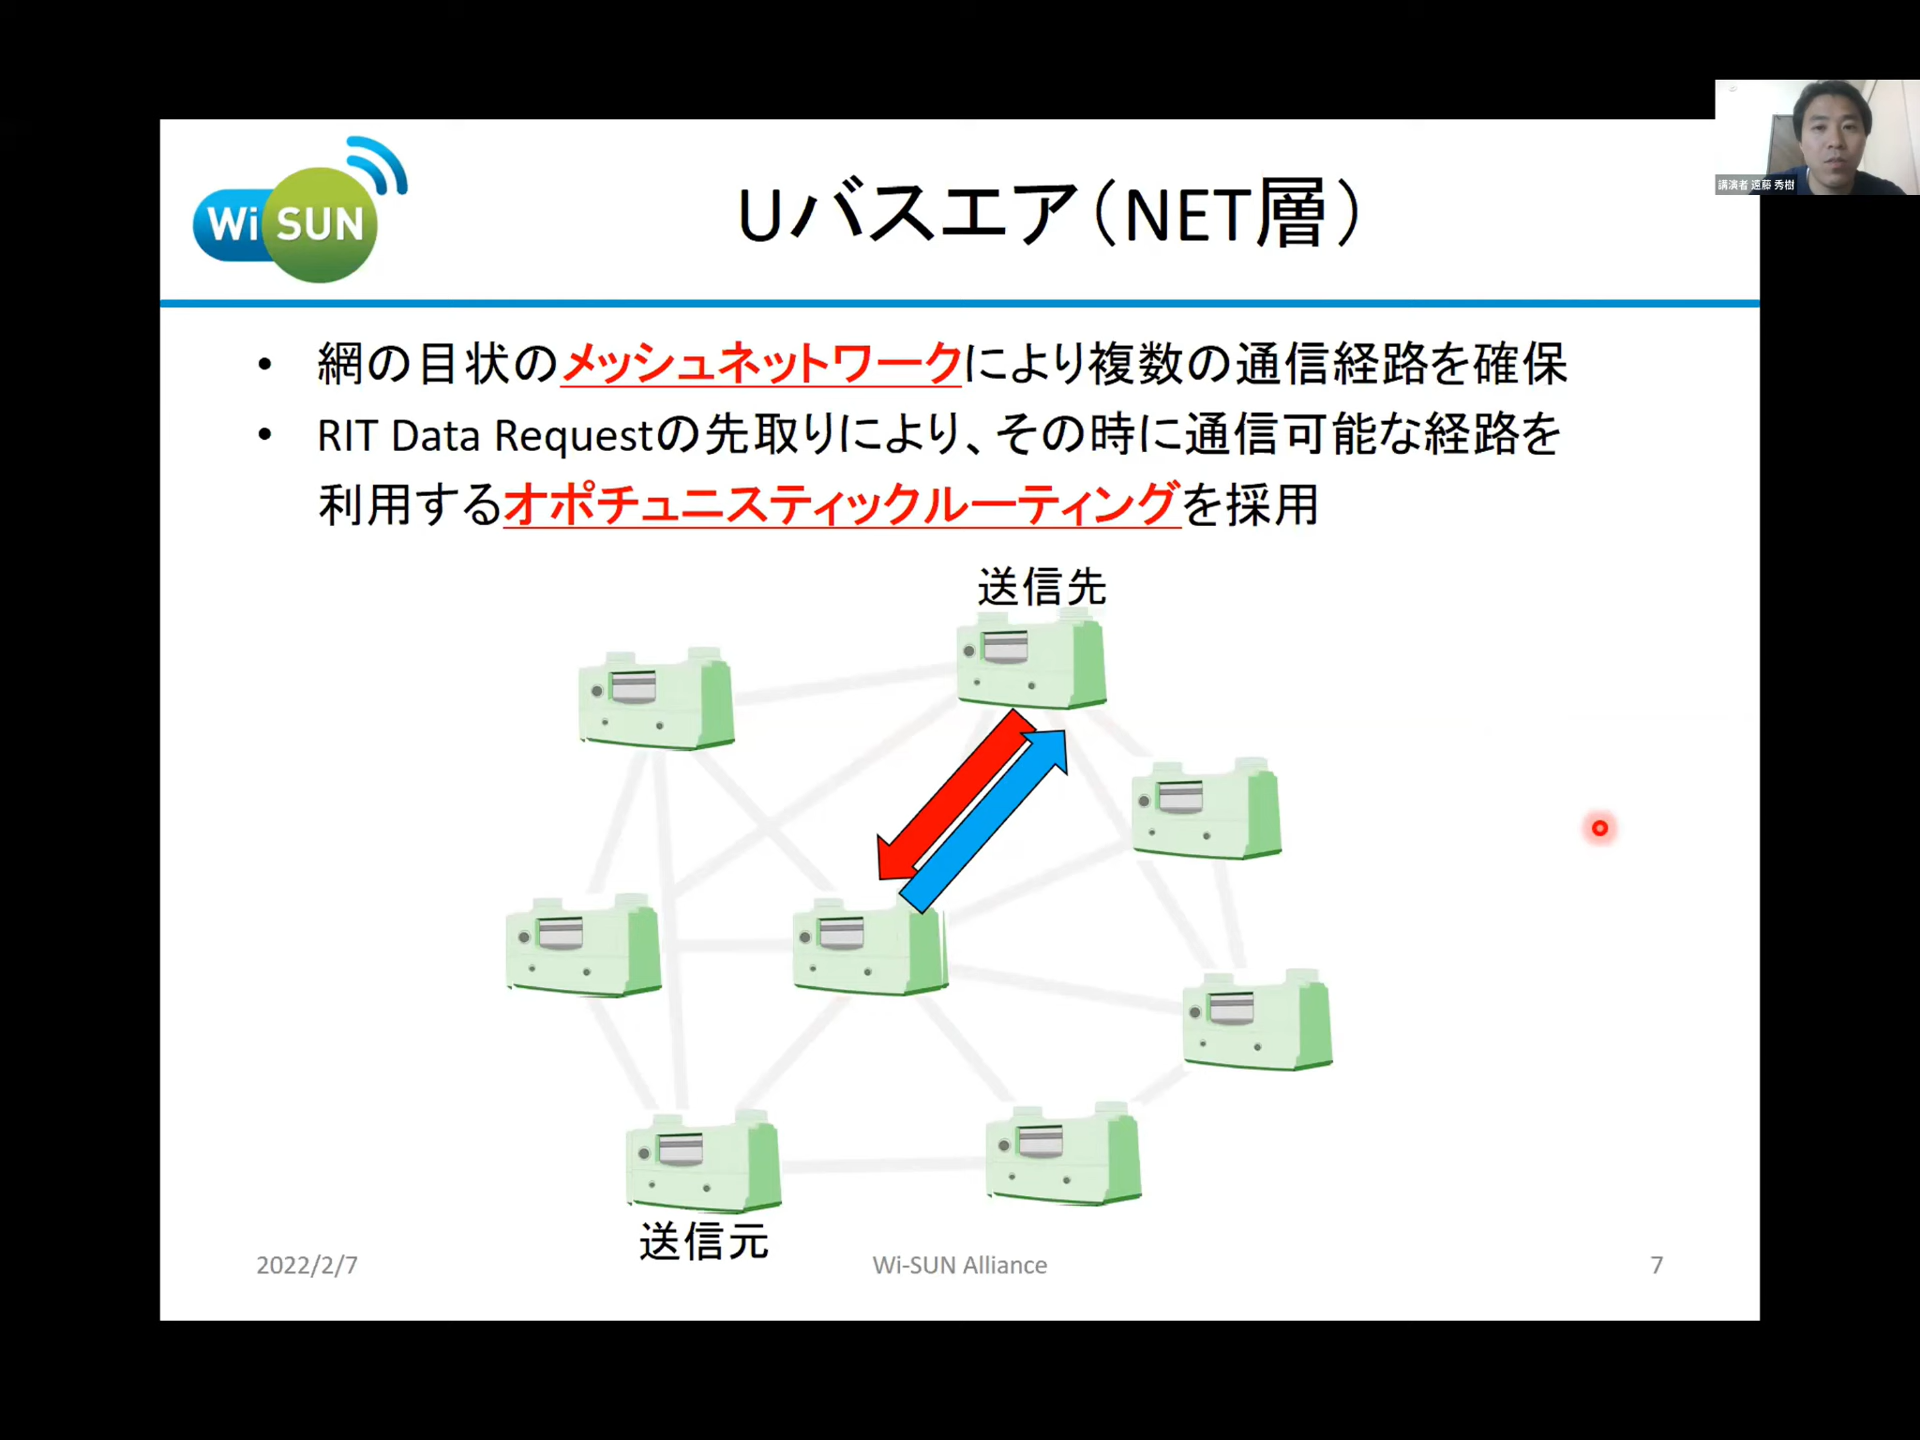 講演者 遠藤 秀樹
Wi SUN
Uバスエア（NET層）
• 網の目状のメッシュネットワークにより複数の通信経路を確保
• RIT Data Requestの先取りにより、その時に通信可能な経路を
利用するオポチュニスティックルーティングを採用
送信先
送信元
2022/2/7
Wi-SUN Alliance
7